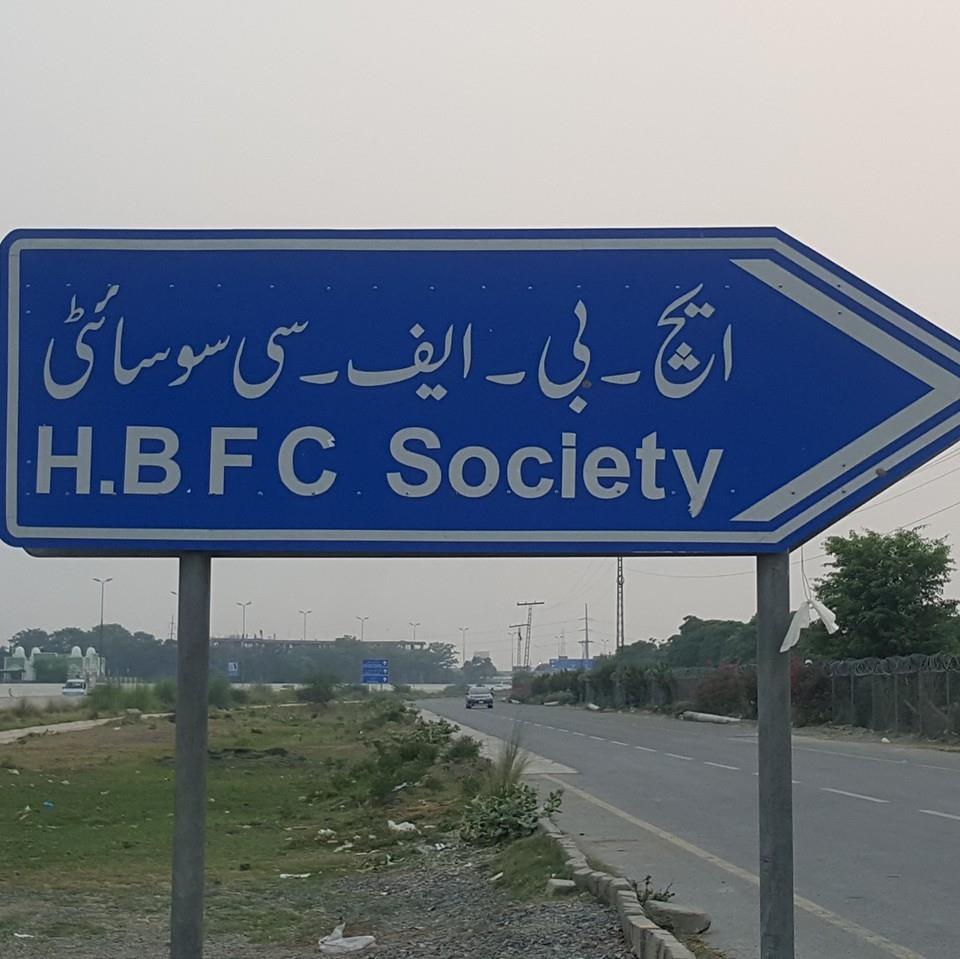 ایچ ۔ بی ۔ ایف ۔ سی سوسائٹی
H.B F C Society